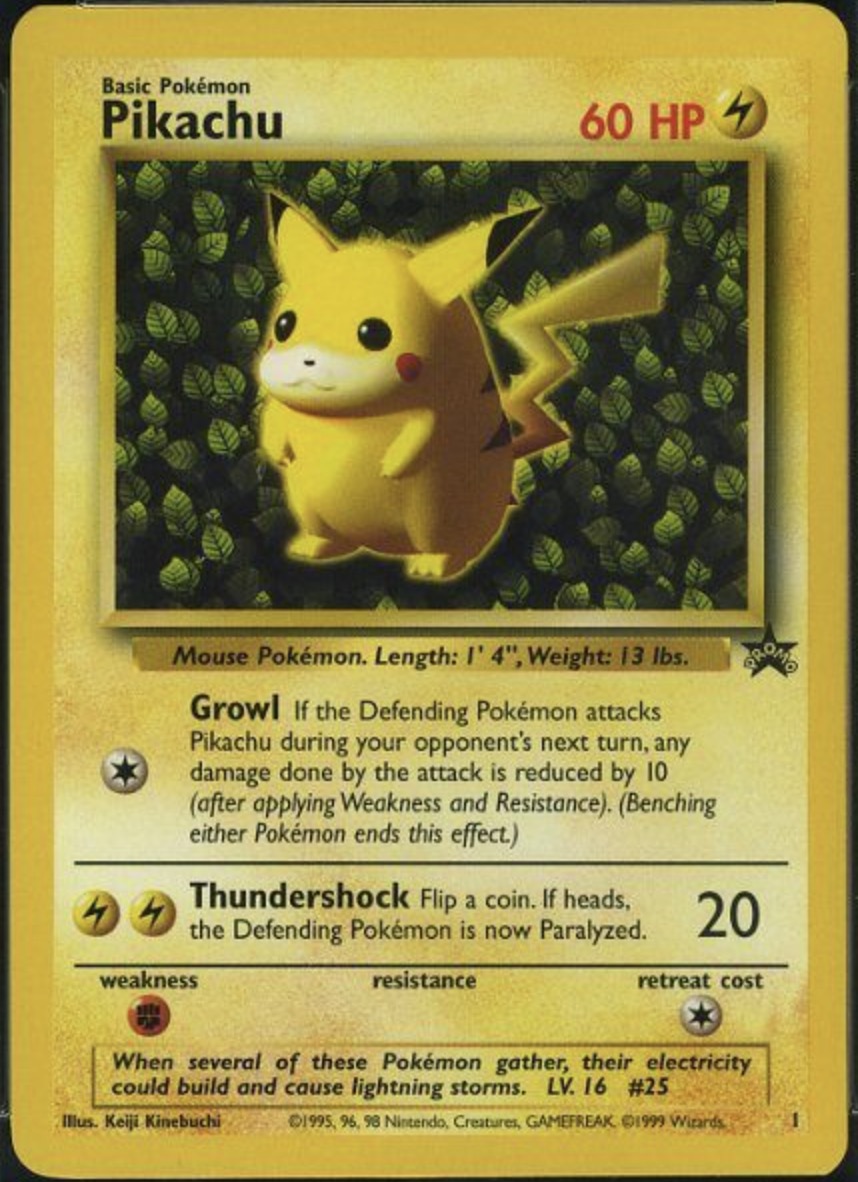 Basic Pokémon
Pikachu
60 HP
Mouse Pokémon. Length: 1' 4", Weight: 13 lbs.
PROMO
Growl If the Defending Pokémon attacks
Pikachu during your opponent's next turn, any
damage done by the attack is reduced by 10
(after applying Weakness and Resistance). (Benching
either Pokémon ends this effect.)
Thundershock Flip a coin. If heads,
the Defending Pokémon is now Paralyzed.
20
weakness
resistance
retreat cost
When several of these Pokémon gather, their electricity
could build and cause lightning storms. LV. 16 #25
Illus. Keiji Kinebuchi
©1995, 96, 98 Nintendo, Creatures, GAMEFREAK. ©1999 Wizards.
1